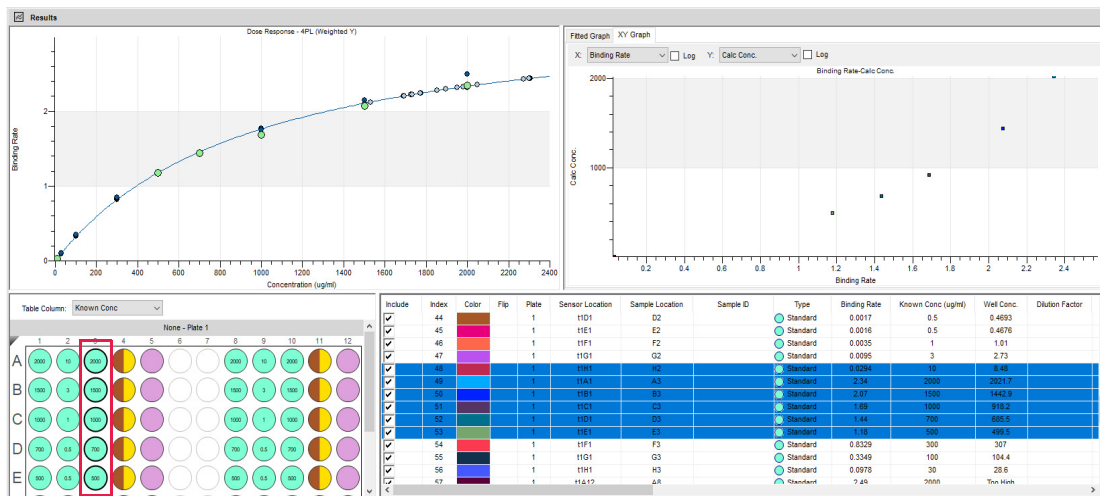 Results
Dose Response - 4PL (Weighted Y)
Binding Rate
2
1
0
0 200 400 600 800 1000 1200 1400 1600 1800 2000 2200 2400
Concentration (ug/ml)
Fitted Graph XY Graph
X: Binding Rate Log Y: Calc Conc. Log
Binding Rate-Calc Conc.
Calc Conc.
2000
1000
0.2 0.4 0.6 0.8 1 1.2 1.4 1.6 1.8 2 2.2 2.4
Binding Rate
Table Column: Known Conc
None - Plate 1
1 2 3 4 5 6 7 8 9 10 11 12
A 2000 10 2000 2000 10 2000
B 1500 3 1500 1500 3 1500
C 1000 1 1000 1000 1 1000
D 700 0.5 700 700 0.5 700
E 500 0.5 500 500 0.5 500
Include Index Color Flip Plate Sensor Location Sample Location Sample ID Type Binding Rate Known Conc (ug/ml) Well Conc. Dilution Factor
44 1 t1D1 D2 Standard 0.0017 0.5 0.4693
45 1 t1E1 E2 Standard 0.0016 0.5 0.4676
46 1 t1F1 F2 Standard 0.0035 1 1.01
47 1 t1G1 G2 Standard 0.0095 3 2.73
48 1 t1H1 H2 Standard 0.0294 10 8.48
49 1 t1A1 A3 Standard 2.34 2000 2021.7
50 1 t1B1 B3 Standard 2.07 1500 1442.9
51 1 t1C1 C3 Standard 1.69 1000 918.2
52 1 t1D1 D3 Standard 1.44 700 685.5
53 1 t1E1 E3 Standard 1.18 500 499.5
54 1 t1F1 F3 Standard 0.8329 300 307
55 1 t1G1 G3 Standard 0.3349 100 104.4
56 1 t1H1 H3 Standard 0.0978 30 28.6
57 1 t1A12 A8 Standard 2.49 2000 Too High